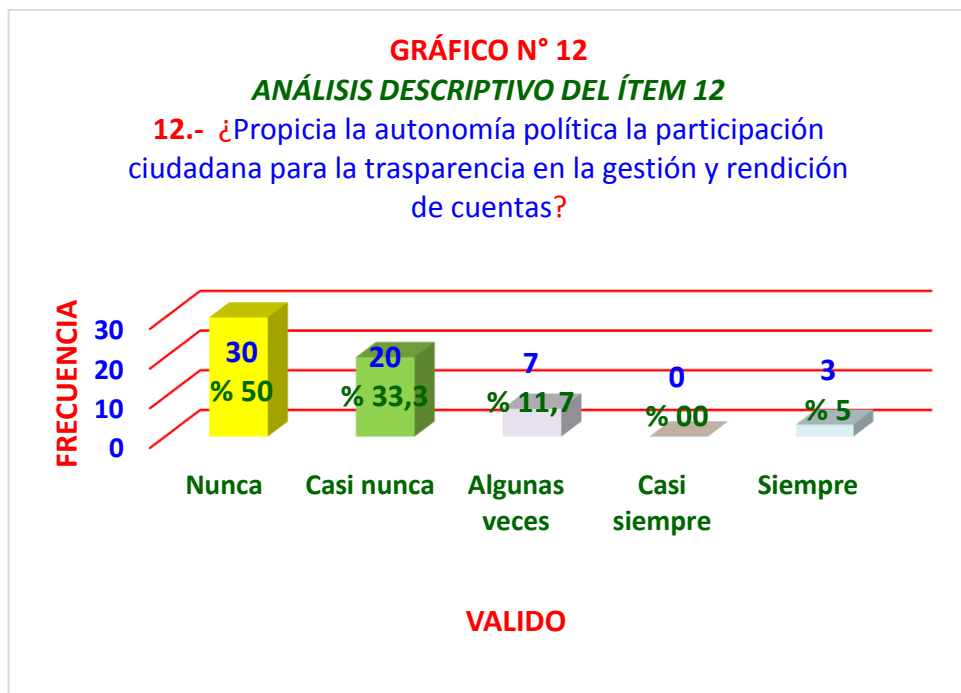 GRÁFICO N° 12
ANÁLISIS DESCRIPTIVO DEL ÍTEM 12
12.- ¿Propicia la autonomía política la participación
ciudadana para la trasparencia en la gestión y rendición
de cuentas?
FRECUENCIA
30
20
10
0
30
% 50
20
% 33,3
7
% 11,7
0
% 00
3
% 5
Nunca
Casi nunca
Algunas
veces
Casi
siempre
Siempre
VALIDO